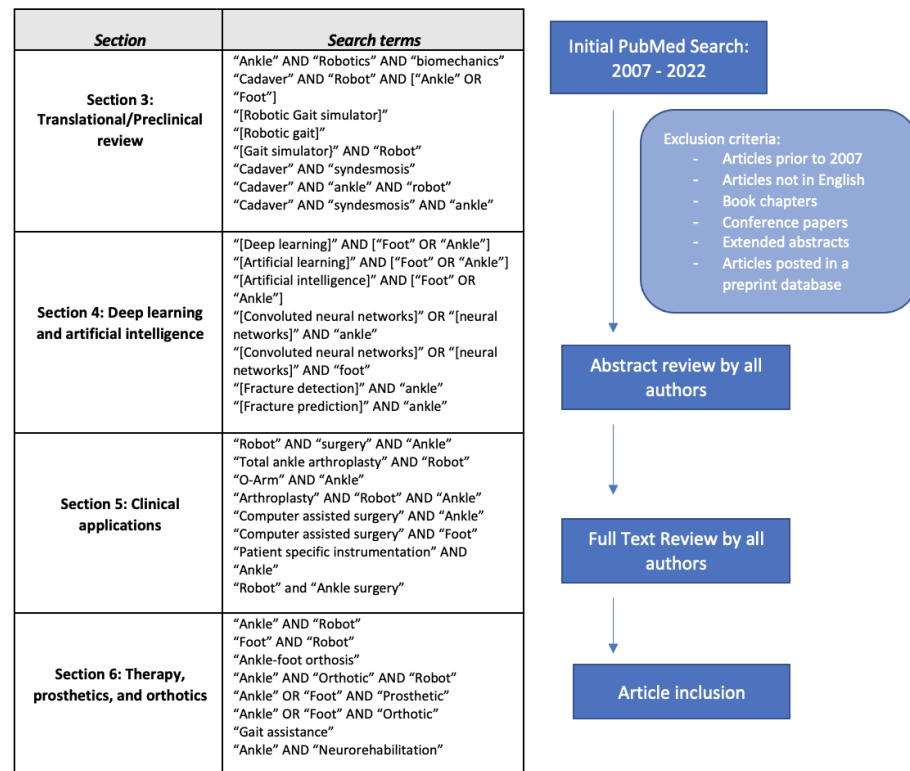 Section
Search terms
Section 3:
Translational/Preclinical
review
“Ankle” AND “Robotics” AND “biomechanics”
“Cadaver” AND “Robot” AND [“Ankle” OR
“Foot”]
“[Robotic Gait simulator]”
“[Robotic gait]”
“[Gait simulator}” AND “Robot”
“Cadaver” AND “syndesmosis”
“Cadaver” AND “ankle” AND “robot”
“Cadaver” AND “syndesmosis” AND “ankle”
Section 4: Deep learning
and artificial intelligence
“[Deep learning]” AND [“Foot” OR “Ankle”]
“[Artificial learning]” AND [“Foot” OR “Ankle”]
“[Artificial intelligence]” AND [“Foot” OR
“Ankle”]
“[Convoluted neural networks]” OR “[neural
networks]” AND “ankle”
“[Convoluted neural networks]” OR “[neural
networks]” AND “foot”
“[Fracture detection]” AND “ankle”
“[Fracture prediction]” AND “ankle”
Section 5: Clinical
applications
“Robot” AND “surgery” AND “Ankle”
“Total ankle arthroplasty” AND “Robot”
“O-Arm” AND “Ankle”
“Arthroplasty” AND “Robot” AND “Ankle”
“Computer assisted surgery” AND “Ankle”
“Computer assisted surgery” AND “Foot”
“Patient specific instrumentation” AND
“Ankle”
“Robot” and “Ankle surgery”
Section 6: Therapy,
prosthetics, and orthotics
“Ankle” AND “Robot”
“Foot” AND “Robot”
“Ankle-foot orthosis”
“Ankle” AND “Orthotic” AND “Robot”
“Ankle” OR “Foot” AND “Prosthetic”
“Ankle” OR “Foot” AND “Orthotic”
“Gait assistance”
“Ankle” AND “Neurorehabilitation”
Initial PubMed Search:
2007 - 2022
Exclusion criteria:
- Articles prior to 2007
- Articles not in English
- Book chapters
- Conference papers
- Extended abstracts
- Articles posted in a
preprint database
Abstract review by all
authors
Full Text Review by all
authors
Article inclusion